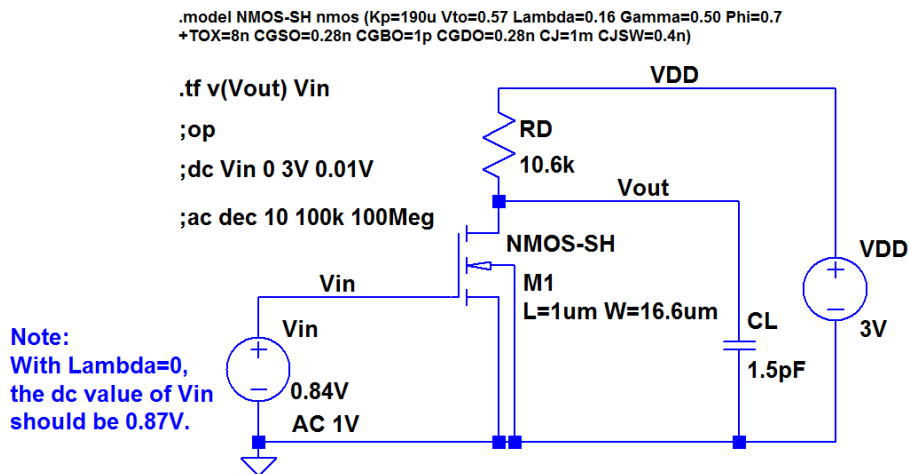 .model NMOS-SH nmos (Kp=190u Vto=0.57 Lambda=0.16 Gamma=0.50 Phi=0.7
+TOX=8n CGSO=0.28n CGBO=1p CGDO=0.28n CJ=1m CJSW=0.4n)
.tf v(Vout) Vin
;op
;dc Vin 0 3V 0.01V
;ac dec 10 100k 100Meg
VDD
RD
10.6k
Vout
NMOS-SH
M1
L=1um W=16.6um
VDD
3V
CL
1.5pF
Vin
Vin
0.84V
AC 1V
Note:
With Lambda=0,
the dc value of Vin
should be 0.87V.